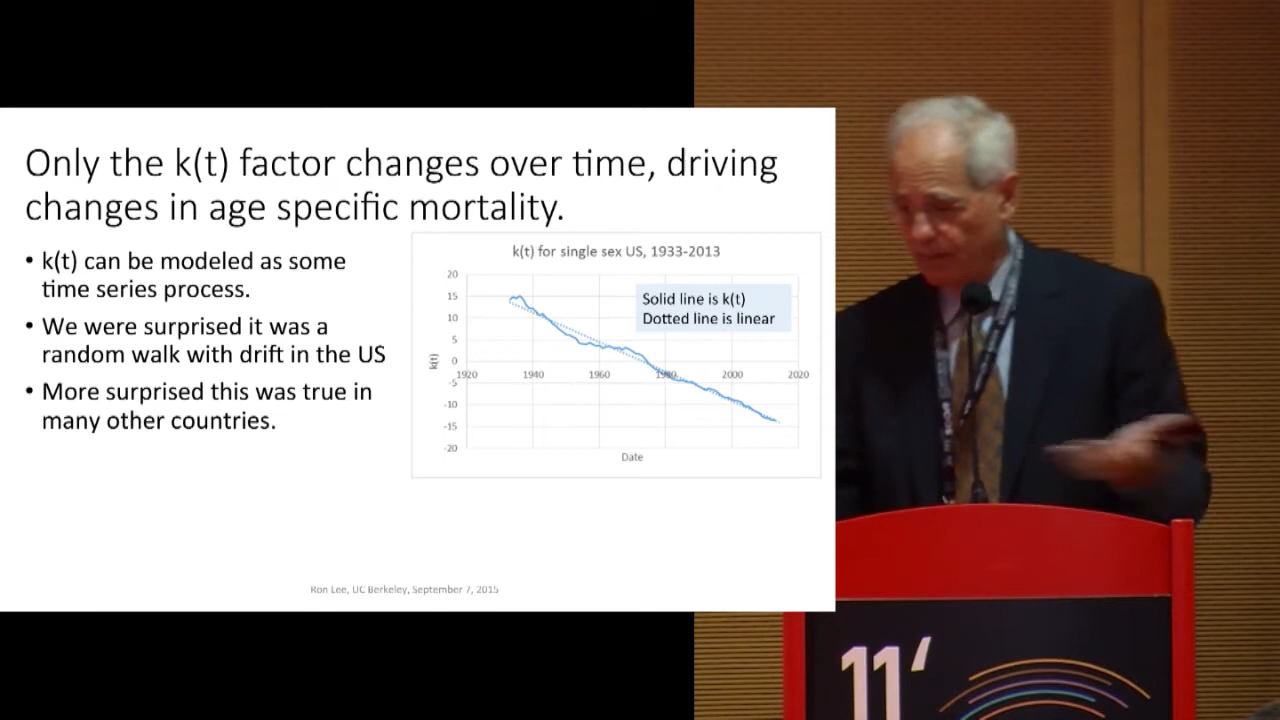 Only the k(t) factor changes over time, driving
changes in age specific mortality.
• k(t) can be modeled as some
time series process.
• We were surprised it was a
random walk with drift in the US
• More surprised this was true in
many other countries.
k(t) for single sex US, 1933-2013
Solid line is k(t)
Dotted line is linear
k(t)
20
15
10
5
0
-5
-10
-15
-20
1920 1940 1960 1980 2000 2020
Date
Ron Lee, UC Berkeley, September 7, 2015
11‘